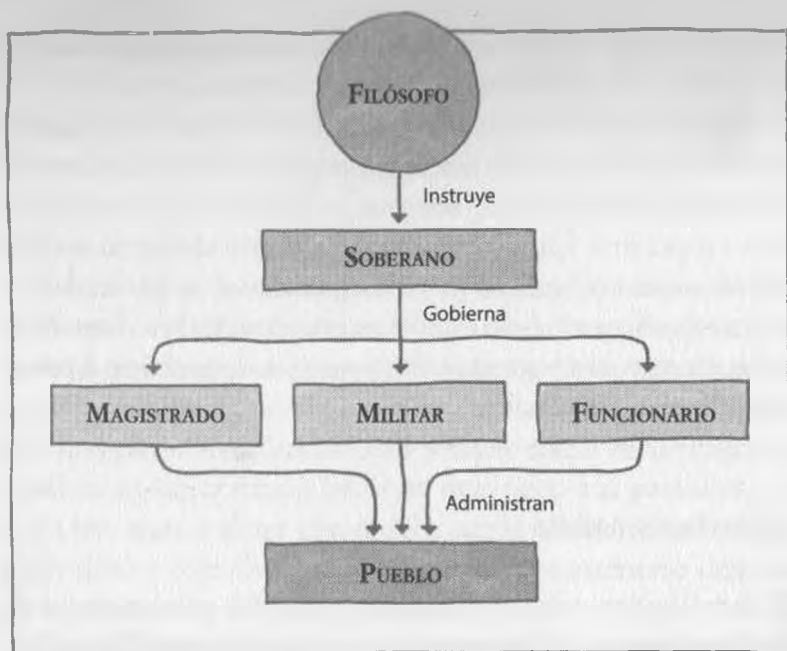 FILÓSOFO
Instruye
SOBERANO
Gobierna
MAGISTRADO MILITAR FUNCIONARIO
Administran
PUEBLO